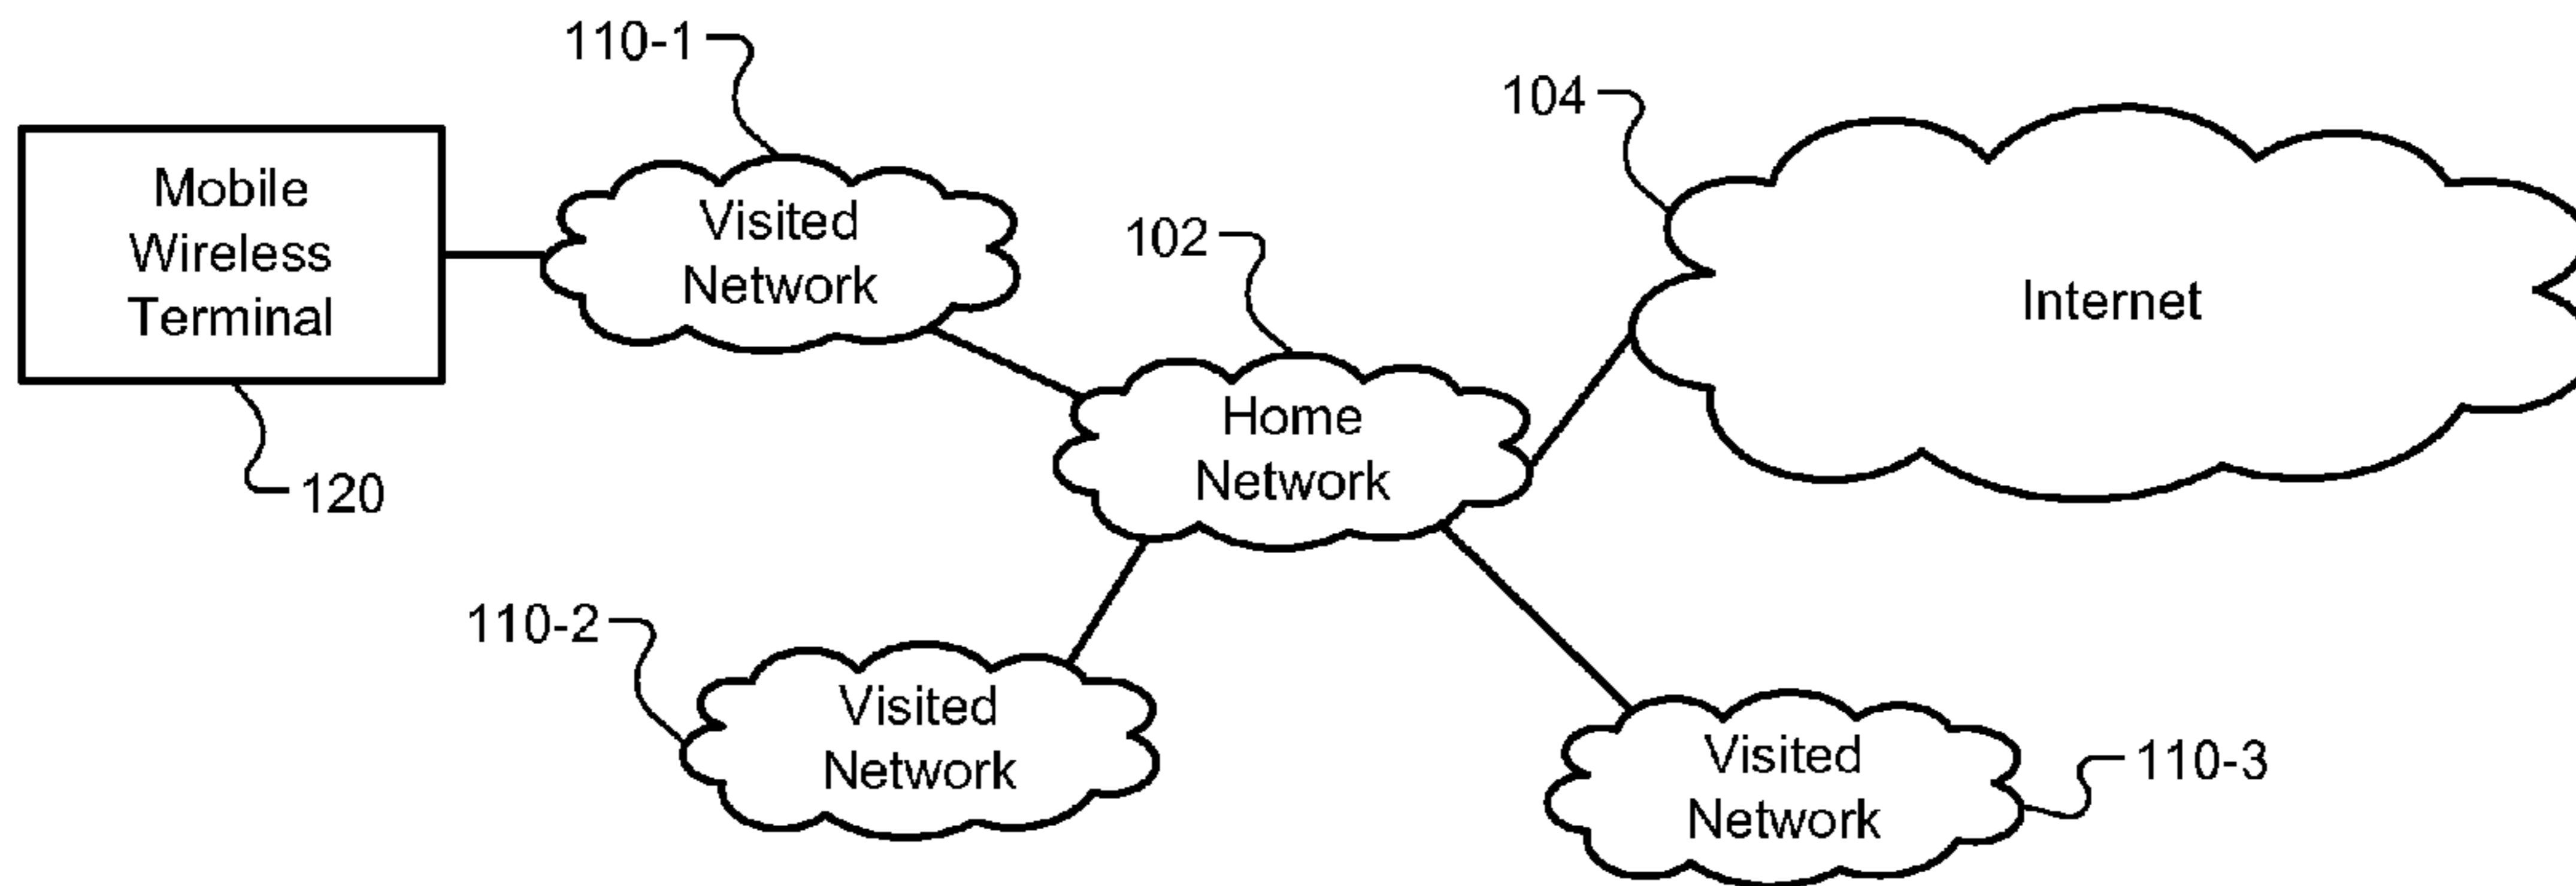 110-1
104
Mobile
Wireless
Terminal
Visited
Network
102
Internet
Home
Network
120
110-2
Visited
Network
Visited
Network
110-3